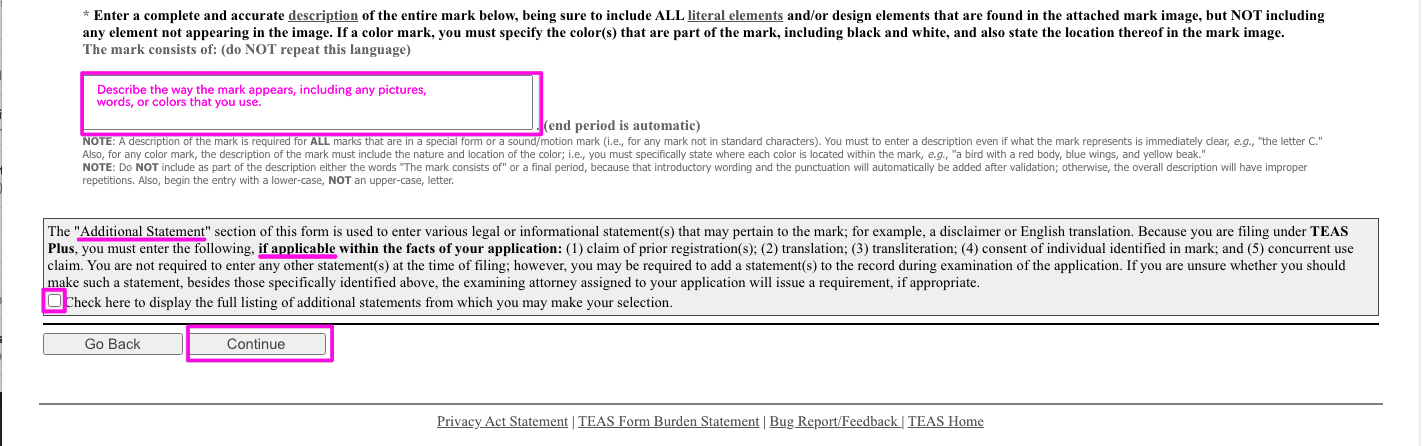 * Enter a complete and accurate description of the entire mark below, being sure to include ALL literal elements and/or design elements that are found in the attached mark image, but NOT including
any element not appearing in the image. If a color mark, you must specify the color(s) that are part of the mark, including black and white, and also state the location thereof in the mark image.
The mark consists of: (do NOT repeat this language)
Describe the way the mark appears, including any pictures,
words, or colors that you use.
. (end period is automatic)
NOTE: A description of the mark is required for ALL marks that are in a special form or a sound/motion mark (i.e., for any mark not in standard characters). You must to enter a description even if what the mark represents is immediately clear, e.g., "the letter C."
Also, for any color mark, the description of the mark must include the nature and location of the color; i.e., you must specifically state where each color is located within the mark, e.g., "a bird with a red body, blue wings, and yellow beak."
NOTE: Do NOT include as part of the description either the words "The mark consists of" or a final period, because that introductory wording and the punctuation will automatically be added after validation; otherwise, the overall description will have improper
repetitions. Also, begin the entry with a lower-case, NOT an upper-case, letter.
The "Additional Statement" section of this form is used to enter various legal or informational statement(s) that may pertain to the mark; for example, a disclaimer or English translation. Because you are filing under TEAS
Plus, you must enter the following, if applicable within the facts of your application: (1) claim of prior registration(s); (2) translation; (3) transliteration; (4) consent of individual identified in mark; and (5) concurrent use
claim. You are not required to enter any other statement(s) at the time of filing; however, you may be required to add a statement(s) to the record during examination of the application. If you are unsure whether you should
make such a statement, besides those specifically identified above, the examining attorney assigned to your application will issue a requirement, if appropriate.
Check here to display the full listing of additional statements from which you may make your selection.
Go Back Continue
Privacy Act Statement | TEAS Form Burden Statement | Bug Report/Feedback | TEAS Home